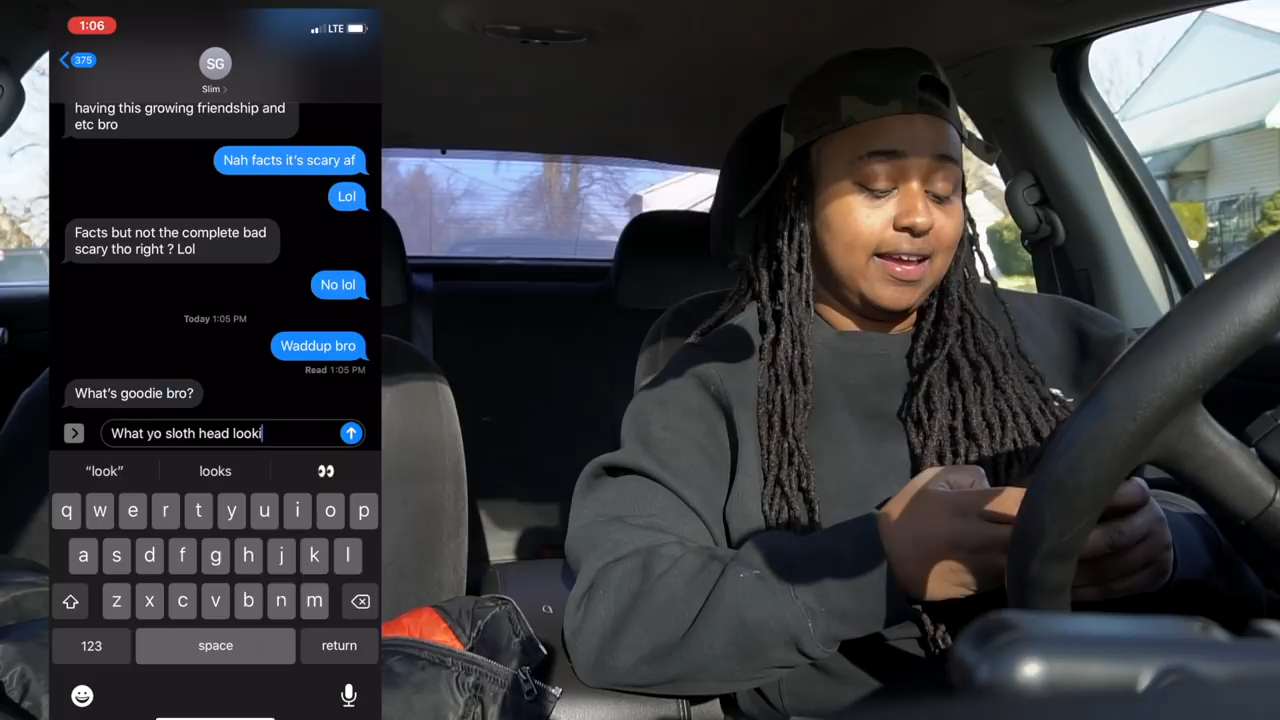 1:06
LTE
375
SG
Slim >
having this growing friendship and
etc bro
Nah facts it's scary af
Lol
Facts but not the complete bad
scary tho right ? Lol
No lol
Today 1:05 PM
Waddup bro
Read 1:05 PM
What's goodie bro?
What yo sloth head looki
"look" looks 👀
q w e r t y u i o p
a s d f g h j k l
z x c v b n m
123 space return